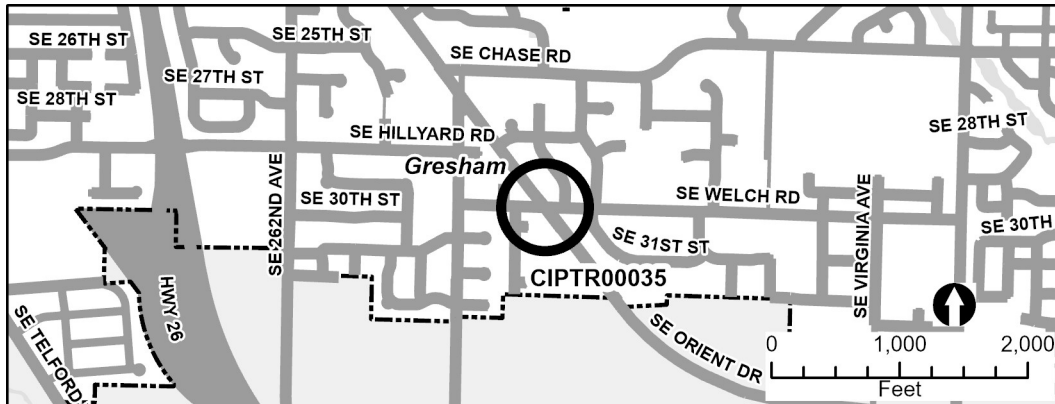 SE 26TH ST
SE 25TH ST
SE CHASE RD
SE 27TH ST
SE 28TH ST
SE 28TH ST
SE HILLYARD RD
Gresham
SE 262ND AVE
SE 30TH ST
SE WELCH RD
SE VIRGINIA AVE
SE 30TH
SE 31ST ST
CIPTR00035
HWY 26
SE TELFORD
SE ORIENT DR
0 1,000 2,000
Feet